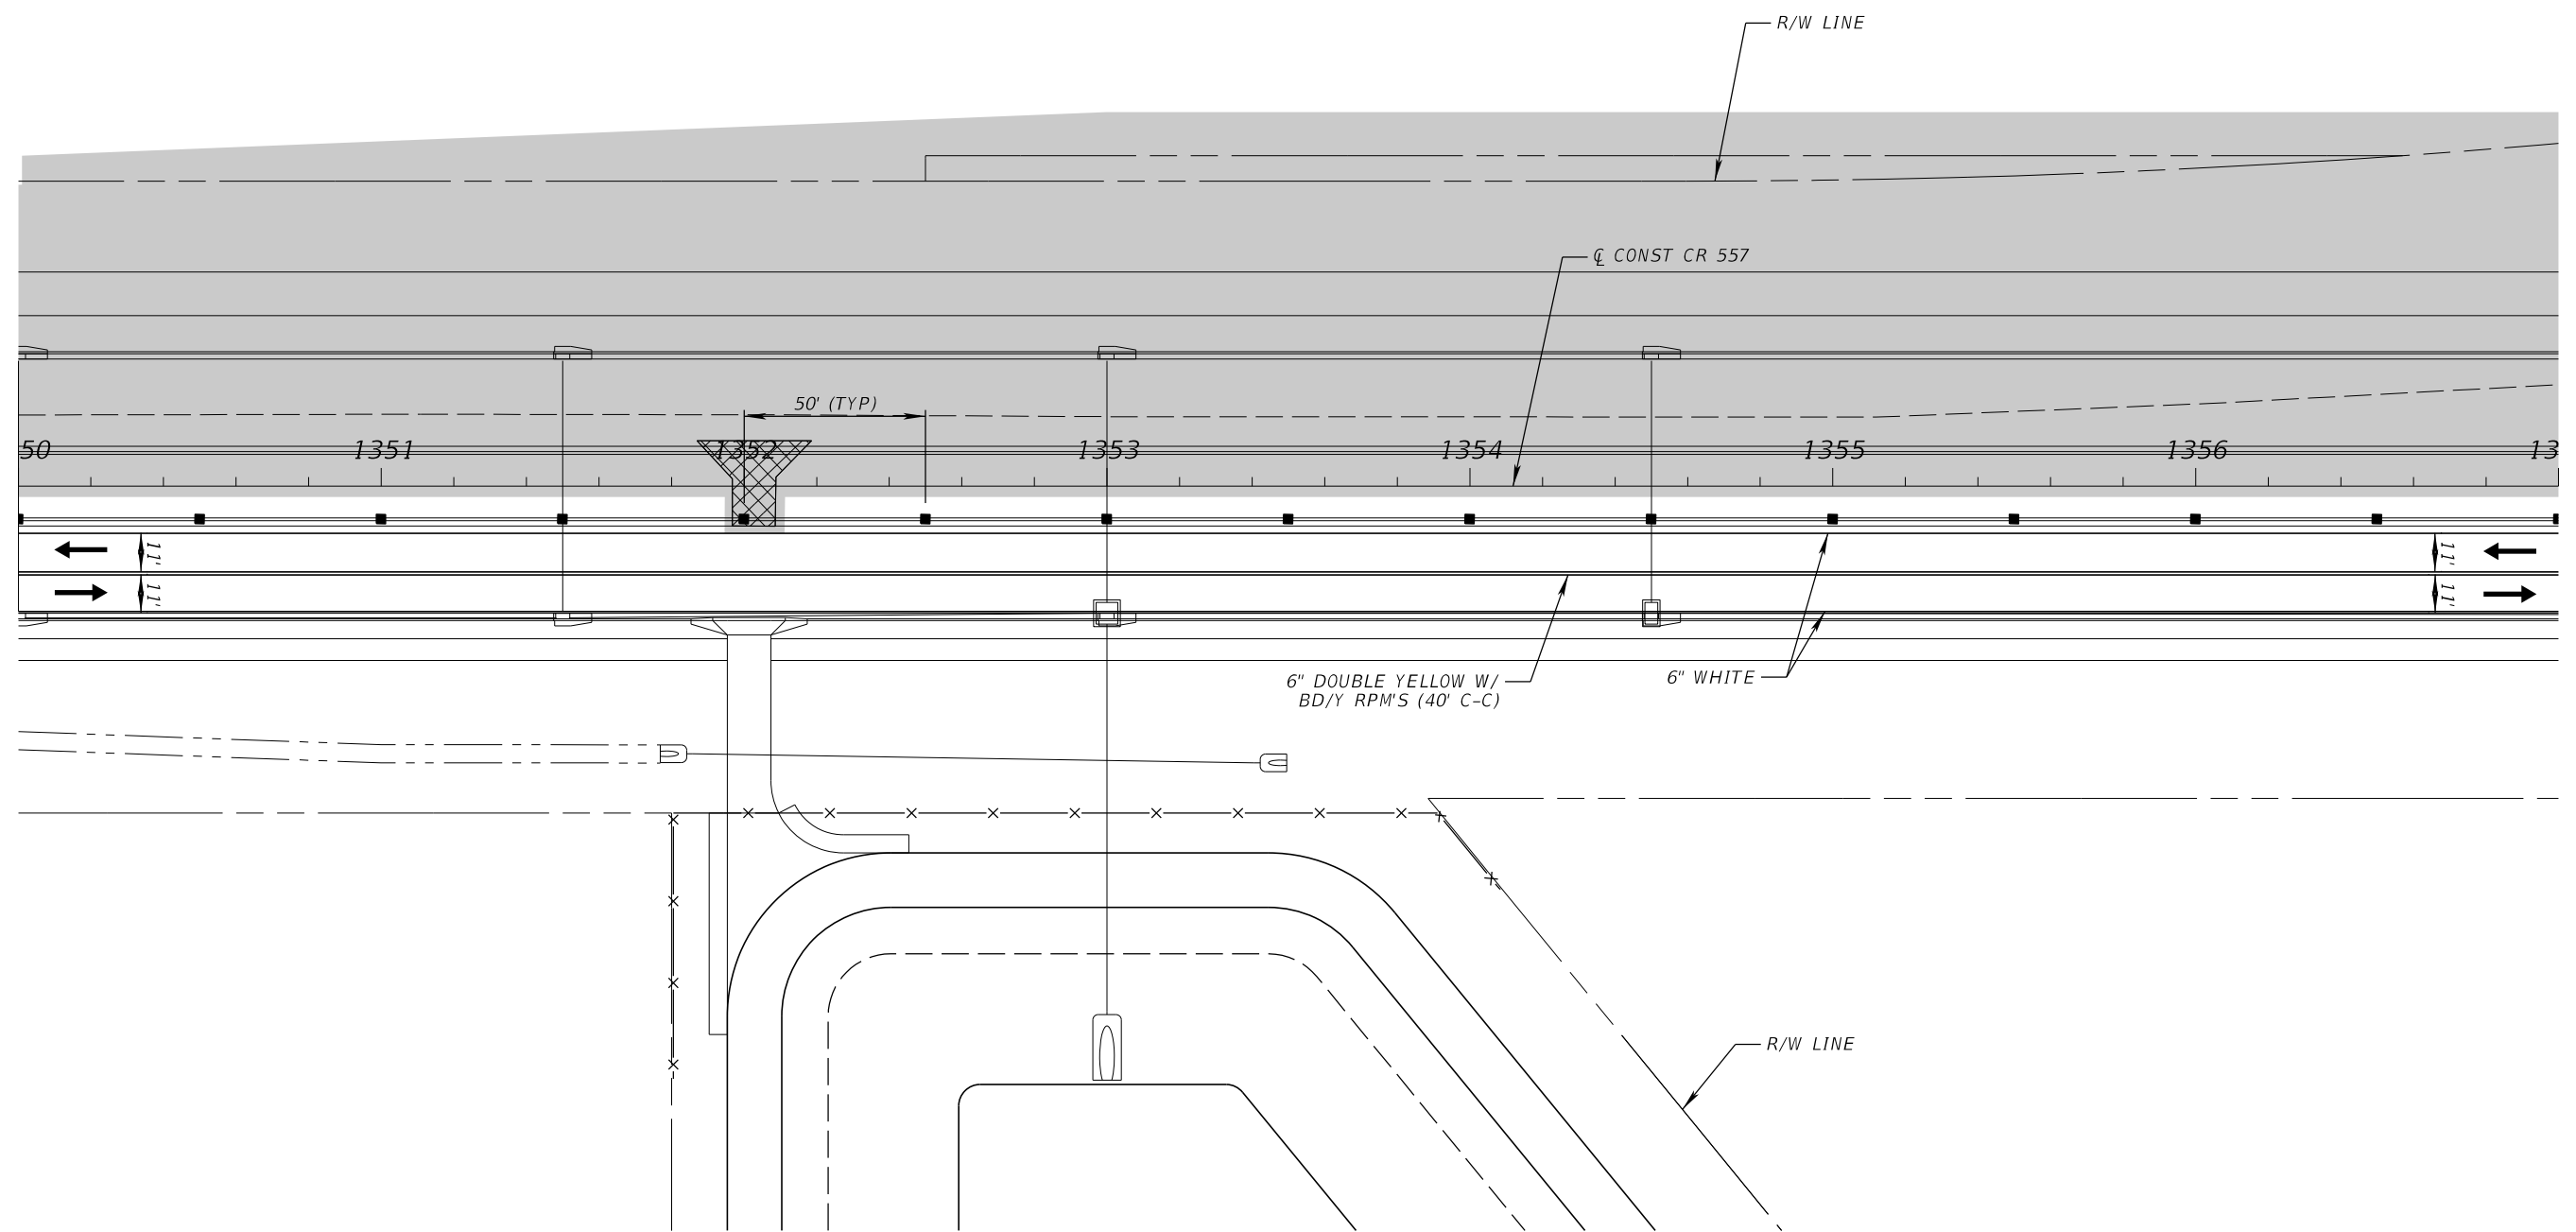 R/W LINE
℄ CONST CR 557
50' (TYP)
50 1351 1352 1353 1354 1355 1356 13
11' 11'
11' 11'
6" DOUBLE YELLOW W/
BD/Y RPM'S (40' C-C)
6" WHITE
R/W LINE